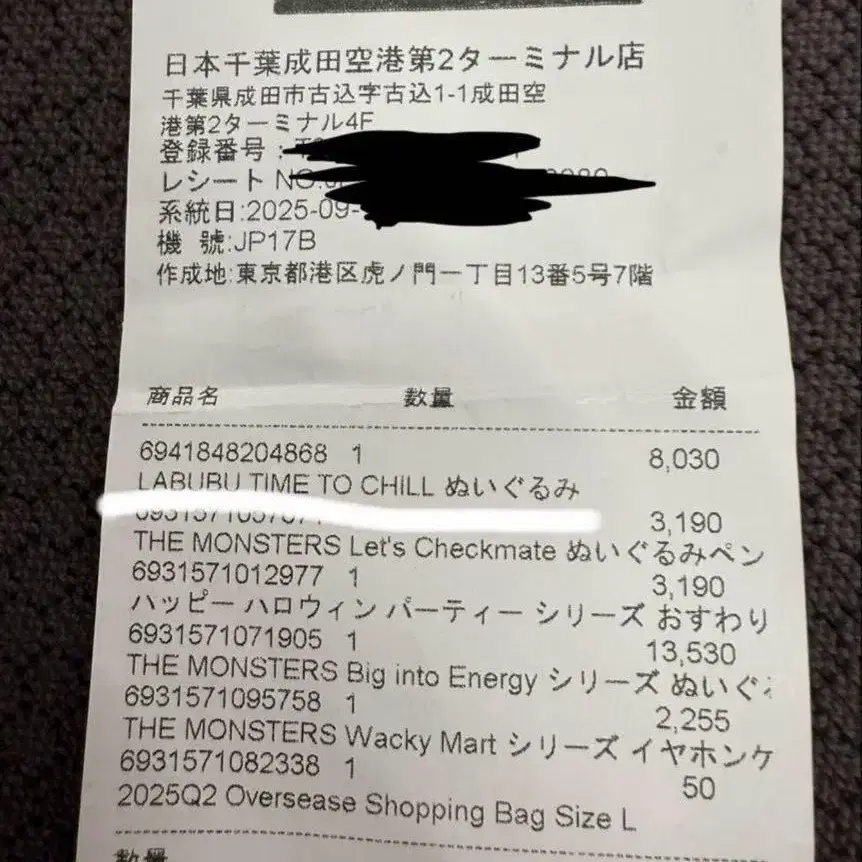 日本千葉成田空港第2ターミナル店
千葉県成田市古込字古込1-1成田空
港第2ターミナル4F
登録番号:
レシート NO.
系統日:2025-09-
機 號:JP17B
作成地:東京都港区虎ノ門一丁目13番5号7階
商品名 数量 金額
6941848204868 1 8,030
LABUBU TIME TO CHILL ぬいぐるみ
3,190
THE MONSTERS Let's Checkmate ぬいぐるみペン
6931571012977 1 3,190
ハッピー ハロウィン パーティー シリーズ おすわり
6931571071905 1 13,530
THE MONSTERS Big into Energy シリーズ ぬいぐ
6931571095758 1 2,255
THE MONSTERS Wacky Mart シリーズ イヤホンケ
6931571082338 1 50
2025Q2 Oversease Shopping Bag Size L
数量